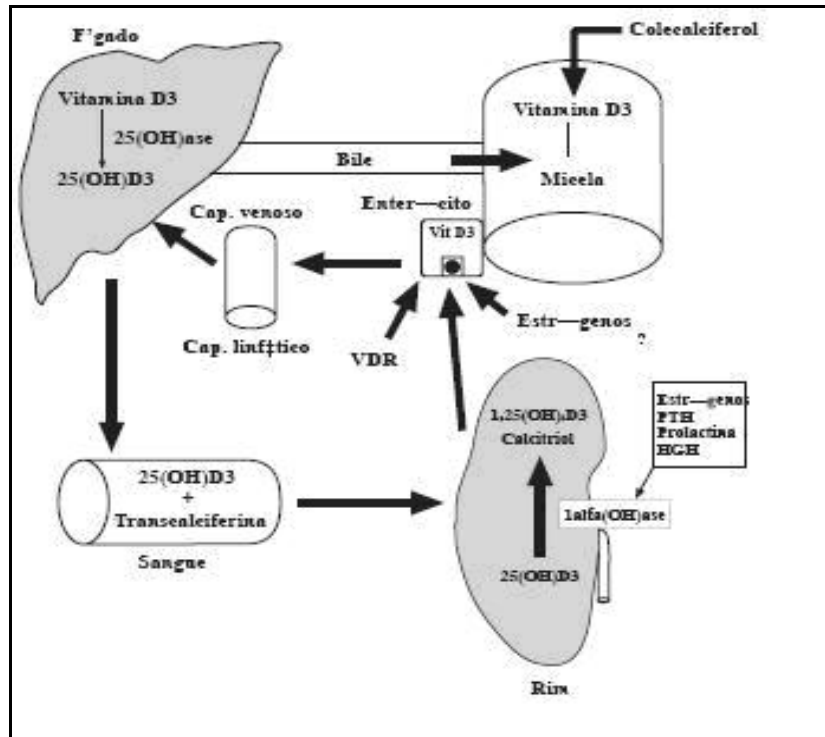 F'gado
Colecalciferol
Vitamina D3
25(OH)ase
25(OH)D3
Vitamina D3
Micela
Bile
Enter—cito
Vit D3
Cap. venoso
Cap. linf‡tico
VDR
Estr—genos
?
25(OH)D3
+
Transcalciferina
Sangue
1,25(OH)₂D3
Calcitriol
Estr—genos
PTH
Prolactina
HGH
1alfa(OH)ase
25(OH)D3
Rim